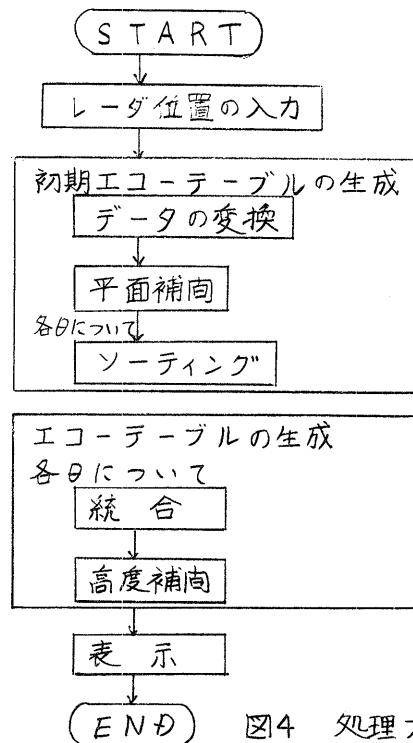 START
レーダ位置の入力
初期エコーテーブルの生成
データの変換
平面補間
各θについて
ソーティング
エコーテーブルの生成
各θについて
統合
高度補間
表示
END
図4 処理